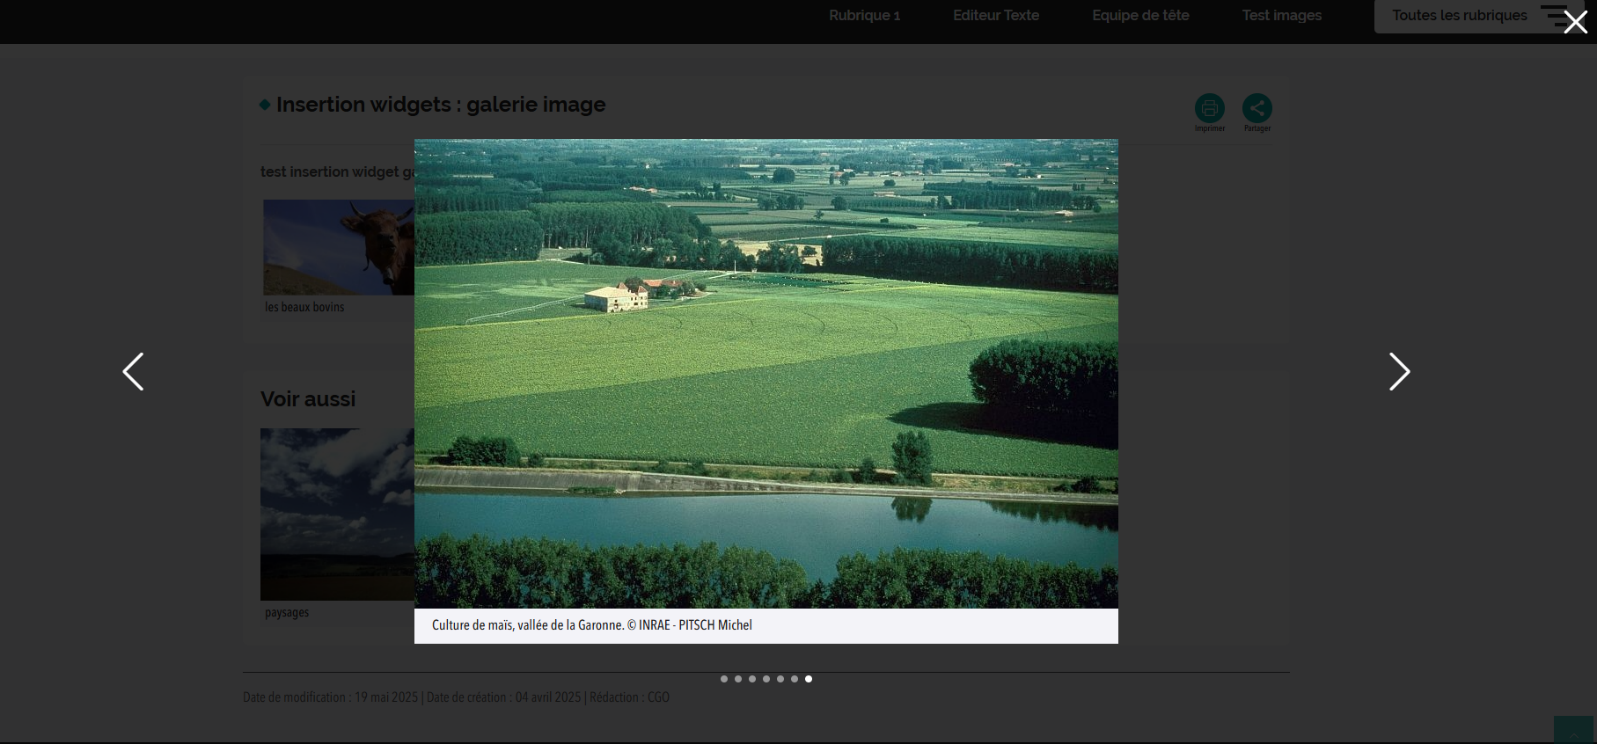 Rubrique 1
Editeur Texte
Equipe de tête
Test images
Toutes les rubriques
Insertion widgets : galerie image
Imprimer
Partager
test insertion widget
les beaux bovins
Voir aussi
paysages
Culture de maïs, vallée de la Garonne. © INRAE - PITSCH Michel
Date de modification : 19 mai 2025 | Date de création : 04 avril 2025 | Rédaction : CGO